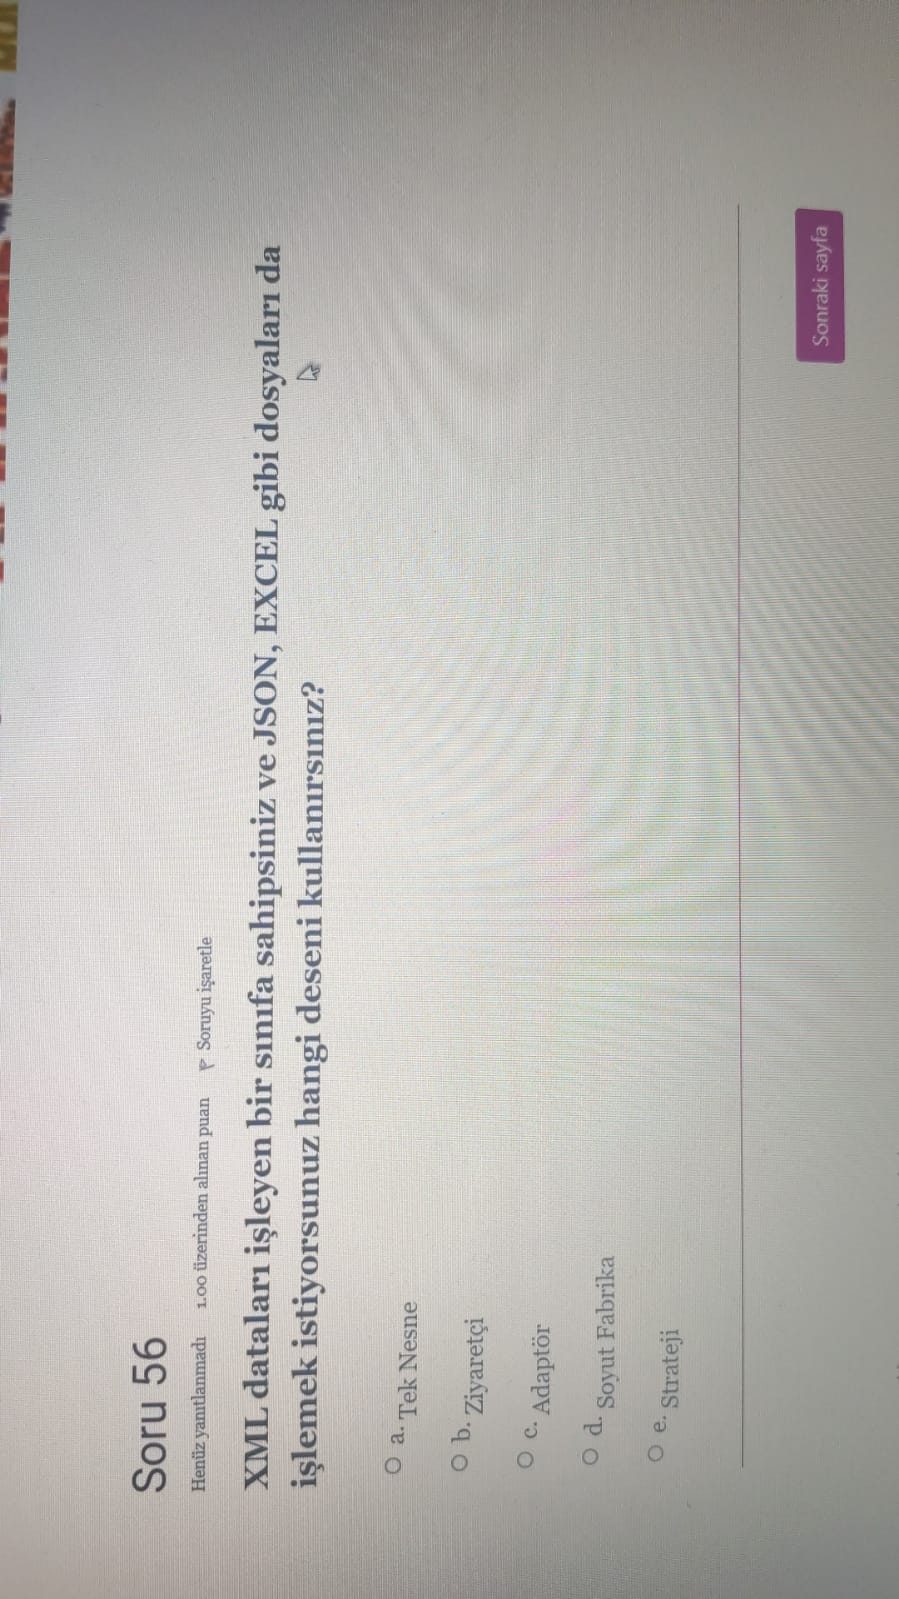 Soru 56
Henüz yanıtlanmadı 1.00 üzerinden alınan puan Soruyu işaretle
XML dataları işleyen bir sınıfa sahipsiniz ve JSON, EXCEL gibi dosyaları da
işlemek istiyorsunuz hangi deseni kullanırsınız?
a. Tek Nesne
b. Ziyaretçi
c. Adaptör
d. Soyut Fabrika
e. Strateji
Sonraki sayfa